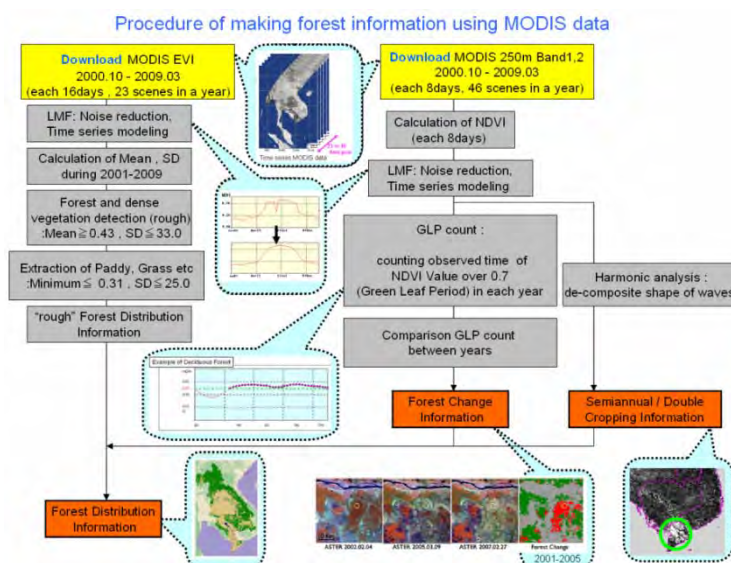 Procedure of making forest information using MODIS data
Download MODIS EVI
2000.10 - 2009.03
(each 16days , 23 scenes in a year)
LMF: Noise reduction,
Time series modeling
Calculation of Mean , SD
during 2001-2009
Forest and dense
vegetation detection (rough)
:Mean≧0.43 , SD≦33.0
Extraction of Paddy, Grass etc
:Minimum≦ 0.31 , SD≦25.0
"rough" Forest Distribution
Information
Forest Distribution
Information
Time series MODIS data
Download MODIS 250m Band1,2
2000.10 - 2009.03
(each 8days, 46 scenes in a year)
Calculation of NDVI
(each 8days)
LMF: Noise reduction,
Time series modeling
GLP count :
counting observed time of
NDVI Value over 0.7
(Green Leaf Period) in each year
Comparison GLP count
between years
Harmonic analysis :
de-composite shape of waves
Example of Deciduous Forest
Forest Change
Information
Semiannual / Double
Cropping Information
ASTER 2002.02.04
ASTER 2005.03.09
ASTER 2007.02.27
Forest Change
2001-2005